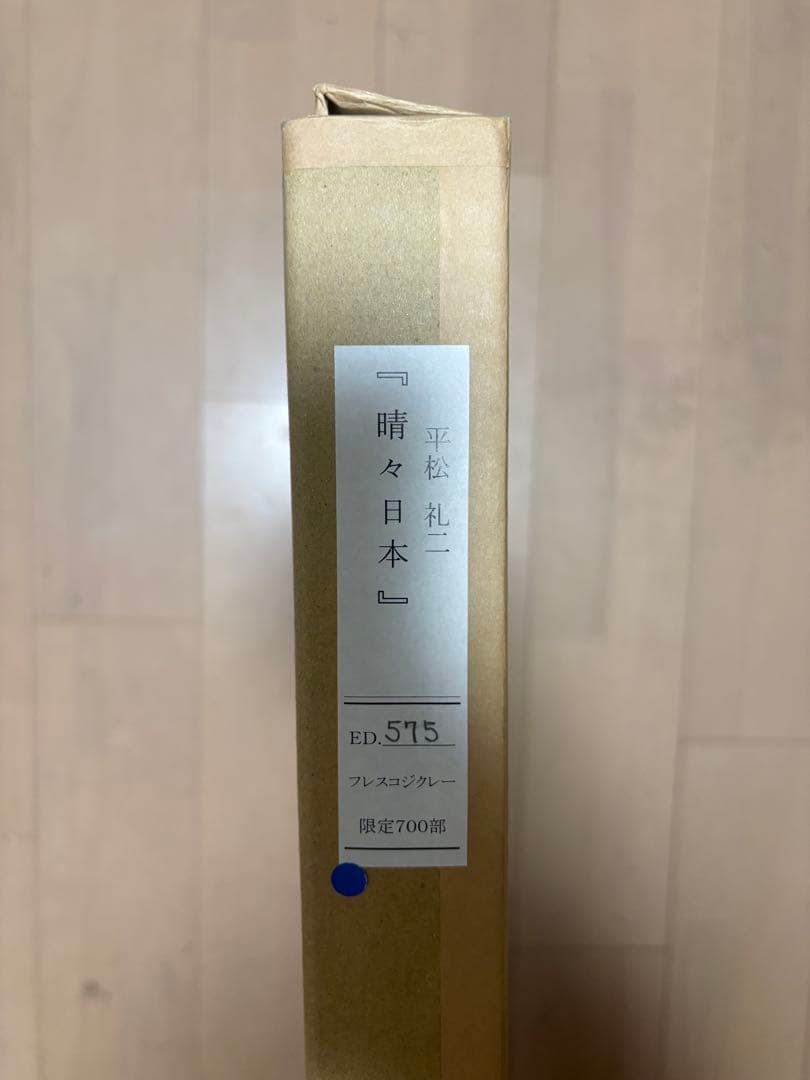 平松 礼二
『晴々日本』
ED. 575
フレスコジクレー
限定700部